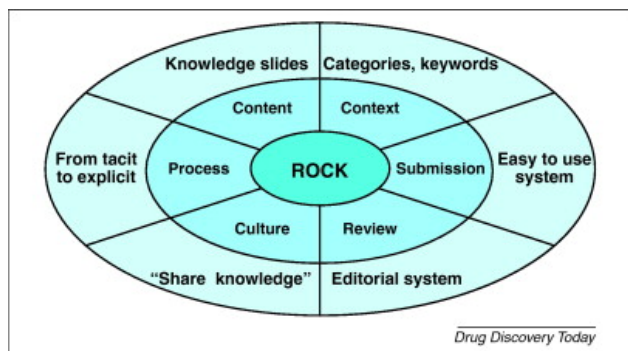 Knowledge slides
Categories, keywords
Content
Context
From tacit
to explicit
Process
ROCK
Submission
Easy to use
system
Culture
Review
“Share knowledge”
Editorial system
Drug Discovery Today